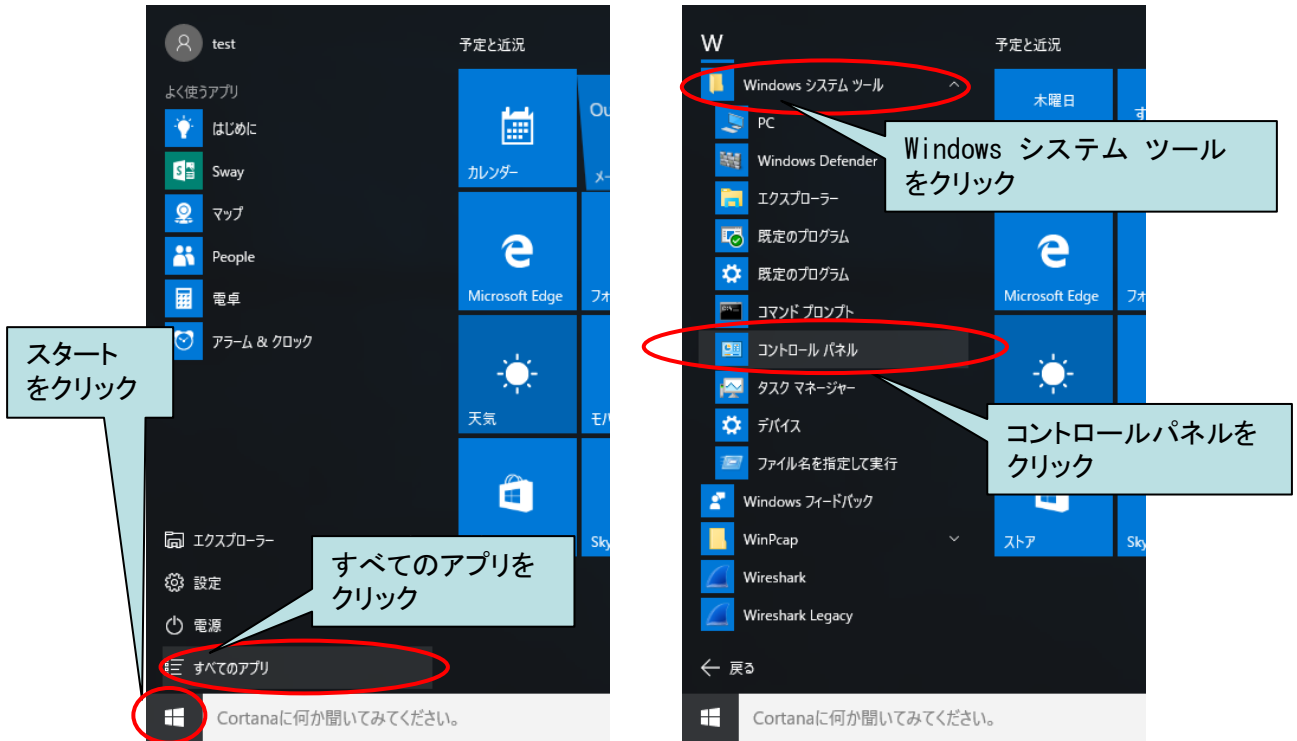 test
予定と近況
よく使うアプリ
はじめに
Sway
マップ
People
電卓
アラーム & クロック
カレンダー
Ou
メー
Microsoft Edge
フォ
天気
モバ
Sky
スタート
をクリック
エクスプローラー
設定
電源
すべてのアプリ
すべてのアプリを
クリック
Cortanaに何か聞いてみてください。
W
予定と近況
Windows システム ツール
PC
Windows Defender
エクスプローラー
既定のプログラム
既定のプログラム
コマンド プロンプト
コントロール パネル
タスク マネージャー
デバイス
ファイル名を指定して実行
Windows フィードバック
WinPcap
Wireshark
Wireshark Legacy
戻る
木曜日
す
Windows システム ツール
をクリック
Microsoft Edge
フォ
コントロールパネルを
クリック
ストア
Sky
Cortanaに何か聞いてみてください。